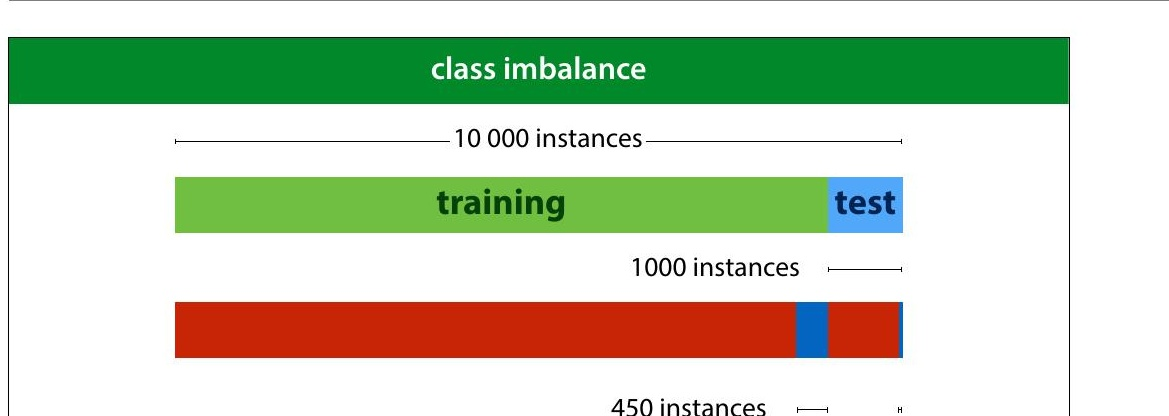 class imbalance
10 000 instances
training test
1000 instances
450 instances